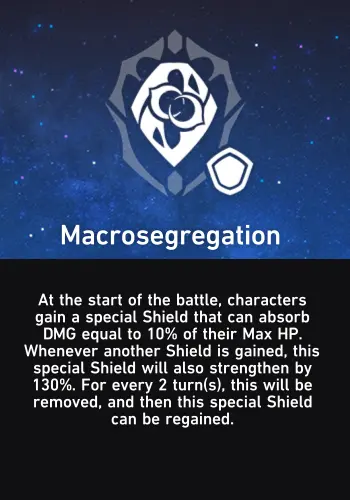 Macrosegregation
At the start of the battle, characters
gain a special Shield that can absorb
DMG equal to 10% of their Max HP.
Whenever another Shield is gained, this
special Shield will also strengthen by
130%. For every 2 turn(s), this will be
removed, and then this special Shield
can be regained.